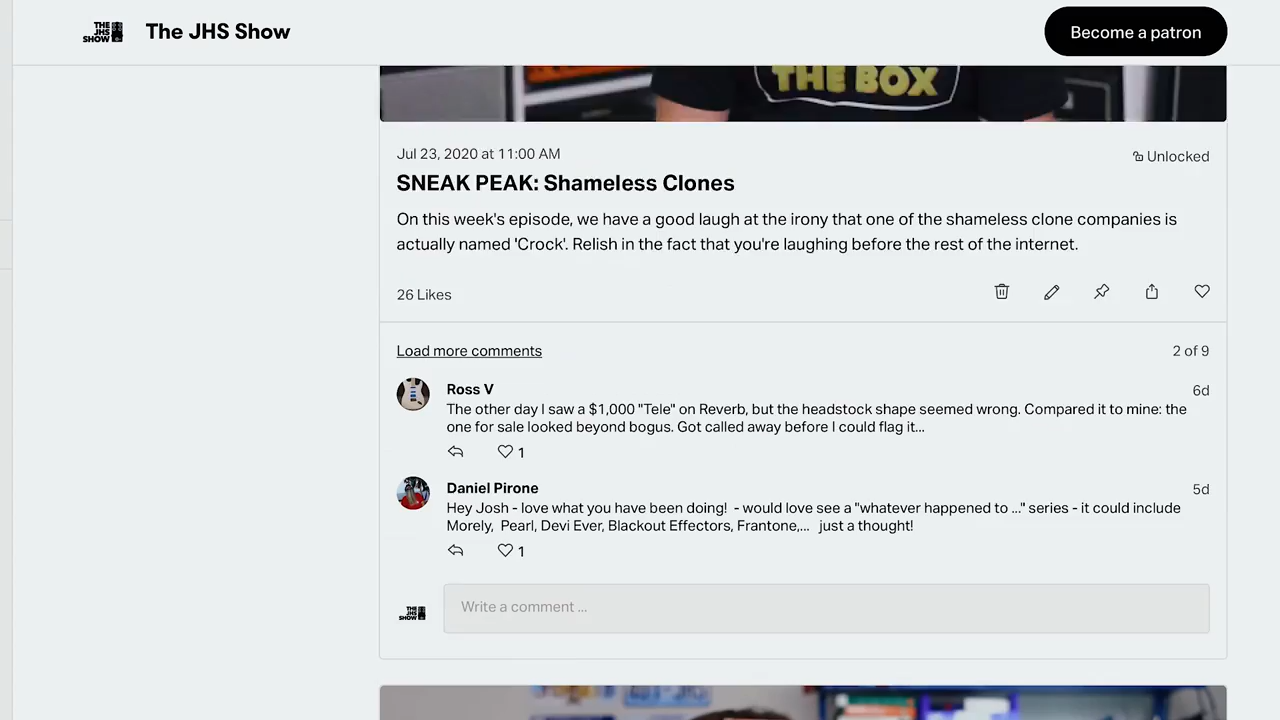 THE JHS SHOW
The JHS Show
Become a patron
THE BOX
Jul 23, 2020 at 11:00 AM
Unlocked
SNEAK PEAK: Shameless Clones
On this week's episode, we have a good laugh at the irony that one of the shameless clone companies is
actually named 'Crock'. Relish in the fact that you're laughing before the rest of the internet.
26 Likes
Load more comments
2 of 9
Ross V
6d
The other day I saw a $1,000 "Tele" on Reverb, but the headstock shape seemed wrong. Compared it to mine: the
one for sale looked beyond bogus. Got called away before I could flag it...
1
Daniel Pirone
5d
Hey Josh - love what you have been doing!  - would love see a "whatever happened to ..." series - it could include
Morely,  Pearl, Devi Ever, Blackout Effectors, Frantone,...  just a thought!
1
THE JHS SHOW
Write a comment ...